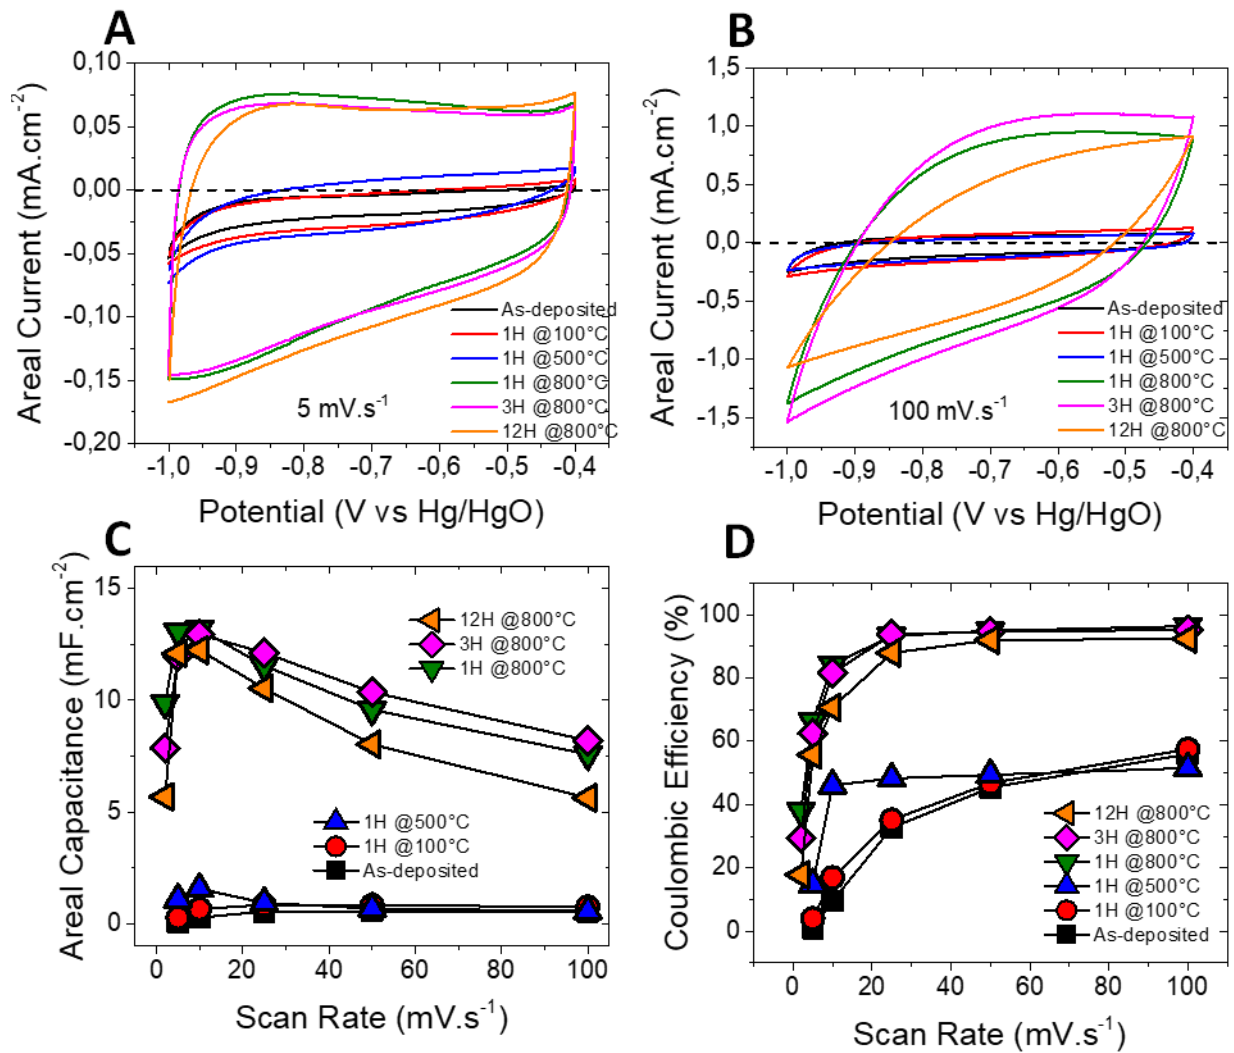 A
Areal Current (mA.cm-2)
0,10
0,05
0,00
-0,05
-0,10
-0,15
-0,20
-1,0 -0,9 -0,8 -0,7 -0,6 -0,5 -0,4
Potential (V vs Hg/HgO)
5 mV.s-1
As-deposited
1H @100°C
1H @500°C
1H @800°C
3H @800°C
12H @800°C
B
Areal Current (mA.cm-2)
1,5
1,0
0,5
0,0
-0,5
-1,0
-1,5
-1,0 -0,9 -0,8 -0,7 -0,6 -0,5 -0,4
Potential (V vs Hg/HgO)
100 mV.s-1
As-deposited
1H @100°C
1H @500°C
1H @800°C
3H @800°C
12H @800°C
C
Areal Capacitance (mF.cm-2)
15
10
5
0
0 20 40 60 80 100
Scan Rate (mV.s-1)
12H @800°C
3H @800°C
1H @800°C
1H @500°C
1H @100°C
As-deposited
D
Coulombic Efficiency (%)
100
80
60
40
20
0
0 20 40 60 80 100
Scan Rate (mV.s-1)
12H @800°C
3H @800°C
1H @800°C
1H @500°C
1H @100°C
As-deposited